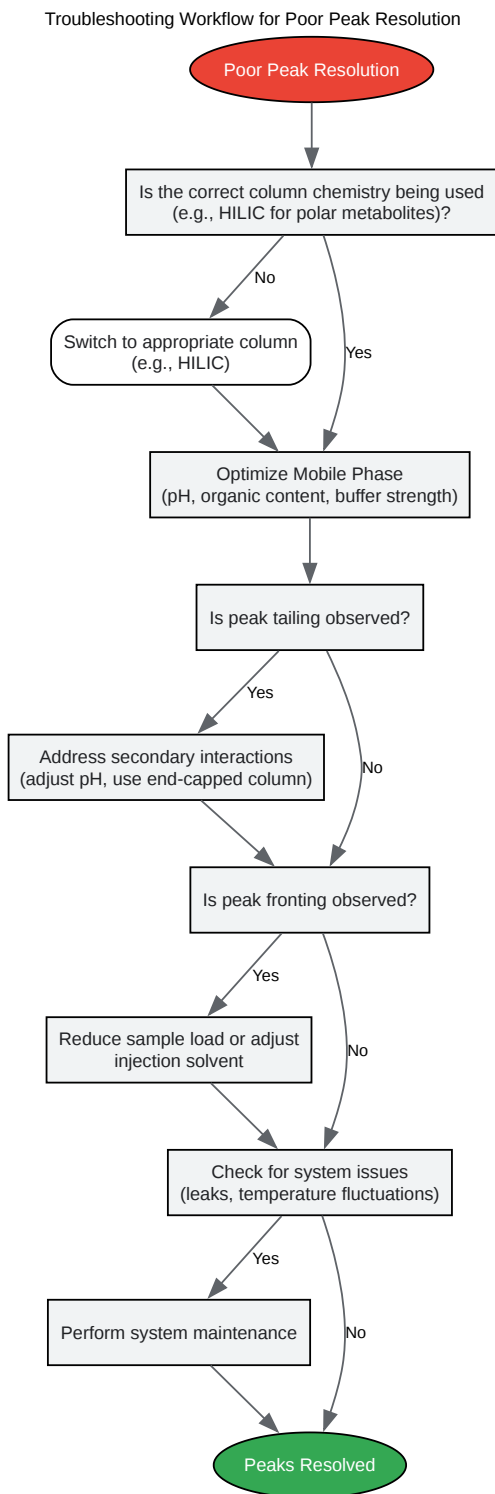 Troubleshooting Workflow for Poor Peak Resolution
Poor Peak Resolution
Is the correct column chemistry being used
(e.g., HILIC for polar metabolites)?
No
Yes
Switch to appropriate column
(e.g., HILIC)
Optimize Mobile Phase
(pH, organic content, buffer strength)
Is peak tailing observed?
Yes
No
Address secondary interactions
(adjust pH, use end-capped column)
Is peak fronting observed?
Yes
No
Reduce sample load or adjust
injection solvent
Check for system issues
(leaks, temperature fluctuations)
Yes
No
Perform system maintenance
Peaks Resolved